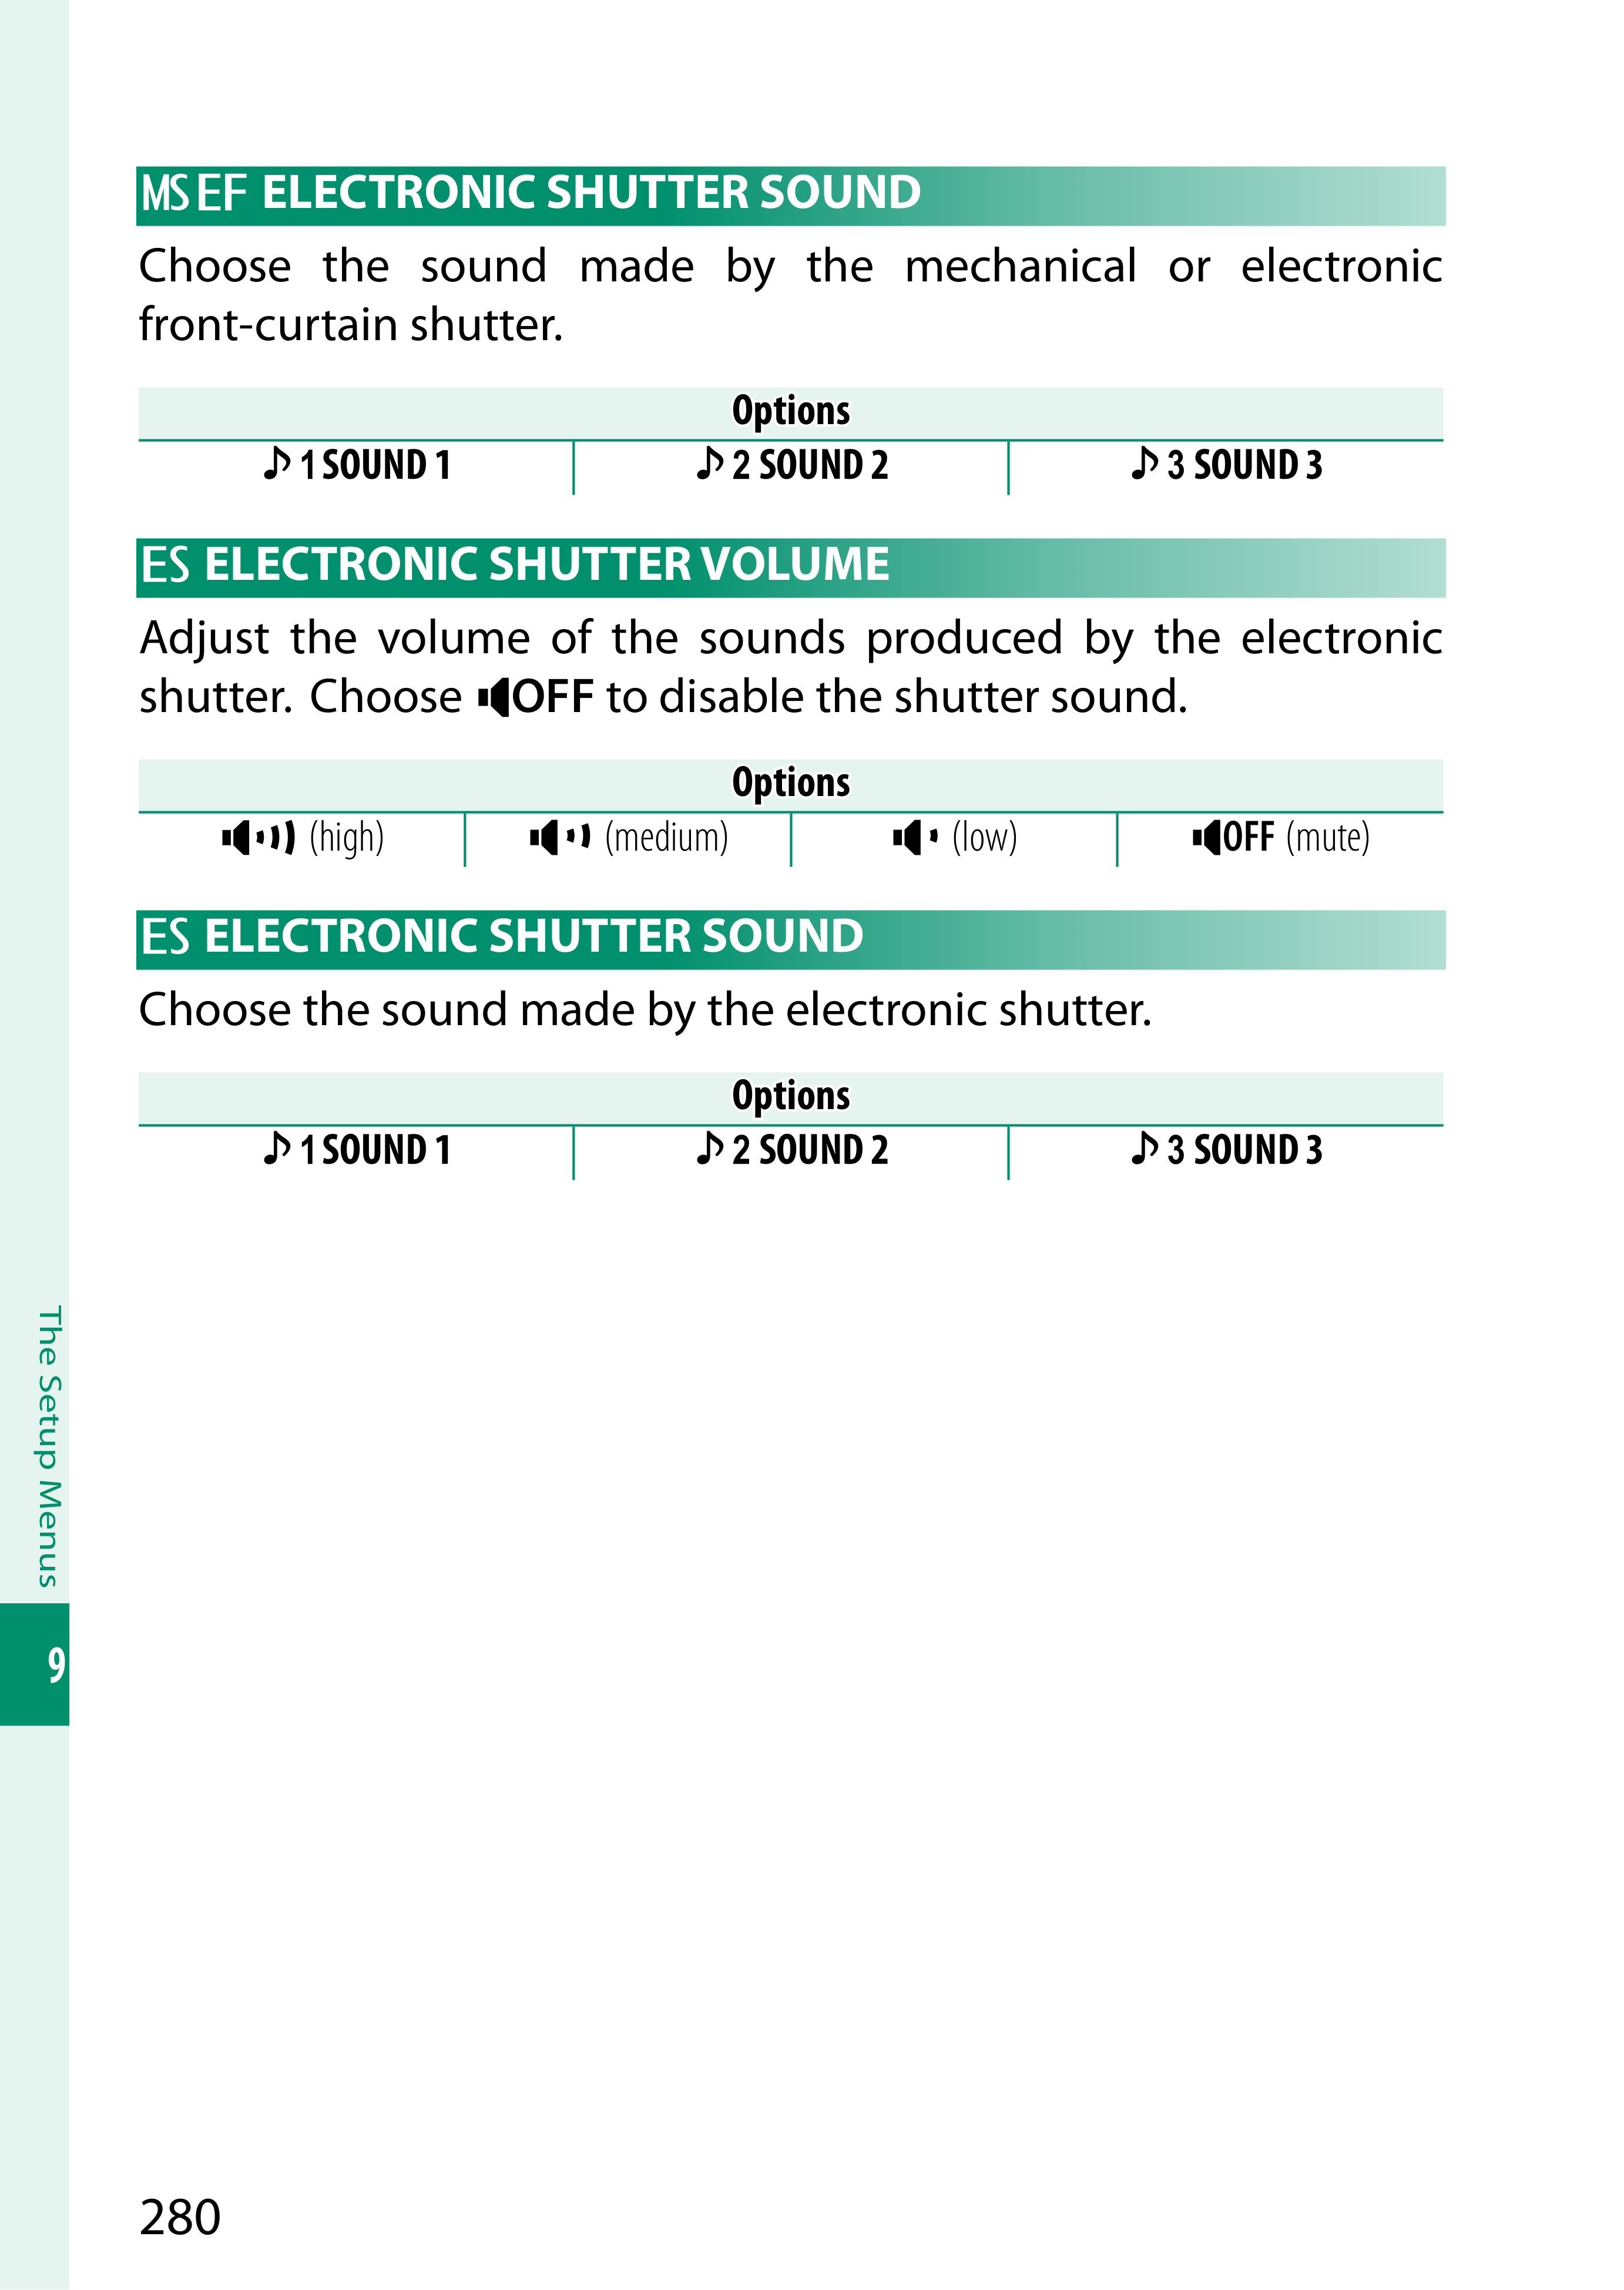 MS EF ELECTRONIC SHUTTER SOUND
Choose the sound made by the mechanical or electronic
front-curtain shutter.
Options
♪ 1 SOUND 1 ♪ 2 SOUND 2 ♪ 3 SOUND 3
ES ELECTRONIC SHUTTER VOLUME
Adjust the volume of the sounds produced by the electronic
shutter. Choose OFF to disable the shutter sound.
Options
(high) (medium) (low) OFF (mute)
ES ELECTRONIC SHUTTER SOUND
Choose the sound made by the electronic shutter.
Options
♪ 1 SOUND 1 ♪ 2 SOUND 2 ♪ 3 SOUND 3
The Setup Menus
9
280